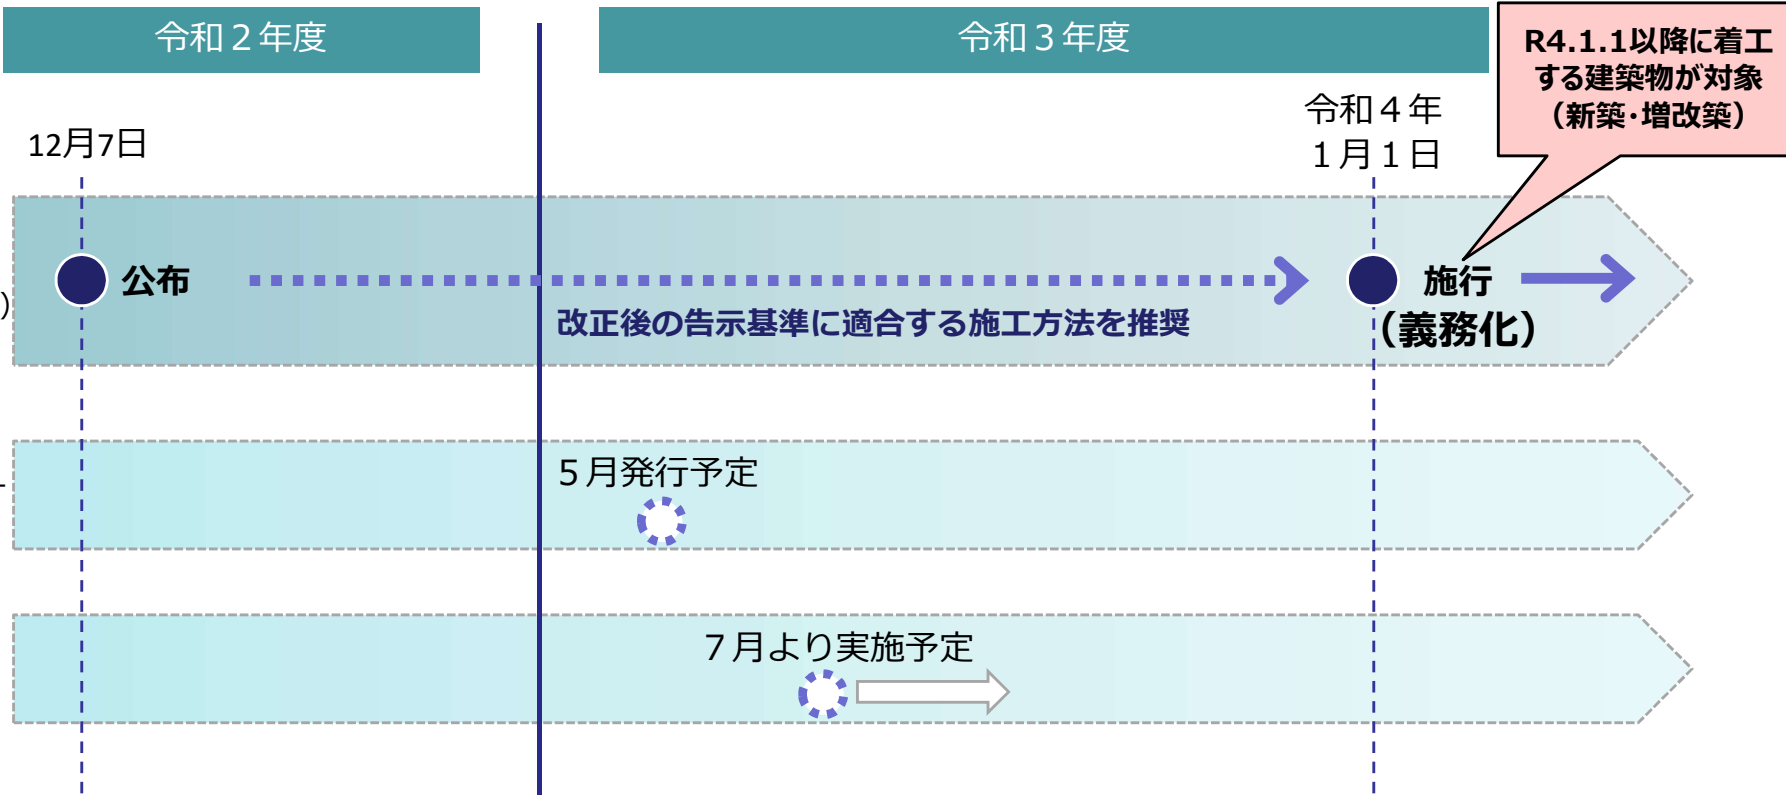 令和２年度
令和３年度
R4.1.1以降に着工
する建築物が対象
（新築・増改築）
12月7日
令和４年
１月１日
公布
施行
（義務化）
)
改正後の告示基準に適合する施工方法を推奨
５月発行予定
７月より実施予定